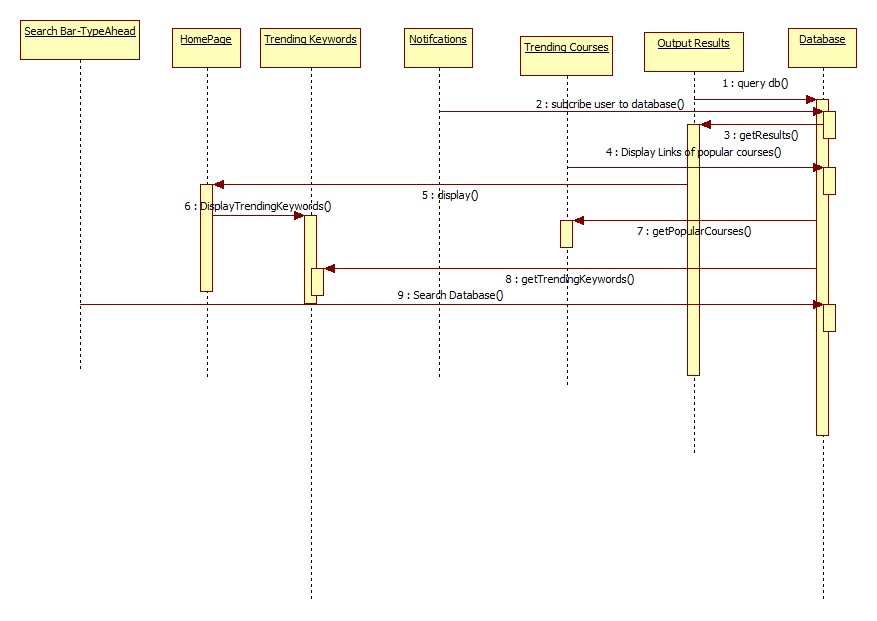 Search Bar-TypeAhead
HomePage
Trending Keywords
Notifcations
Trending Courses
Output Results
Database
1 : query db()
2 : subcribe user to database()
3 : getResults()
4 : Display Links of popular courses()
5 : display()
6 : DisplayTrendingKeywords()
7 : getPopularCourses()
8 : getTrendingKeywords()
9 : Search Database()